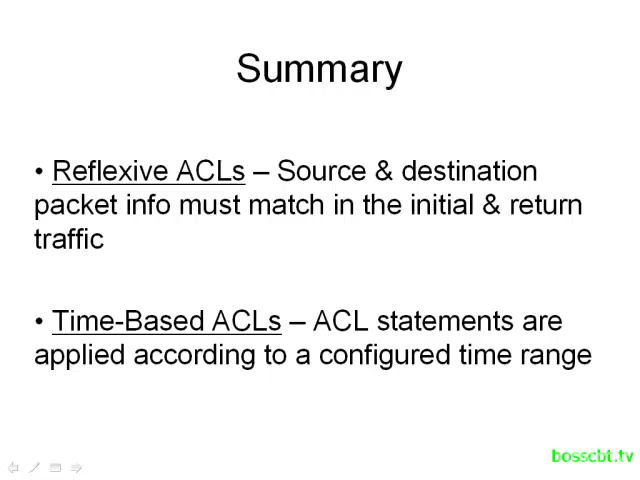 Summary
• Reflexive ACLs – Source & destination
packet info must match in the initial & return
traffic
• Time-Based ACLs – ACL statements are
applied according to a configured time range
bosscbt.tv